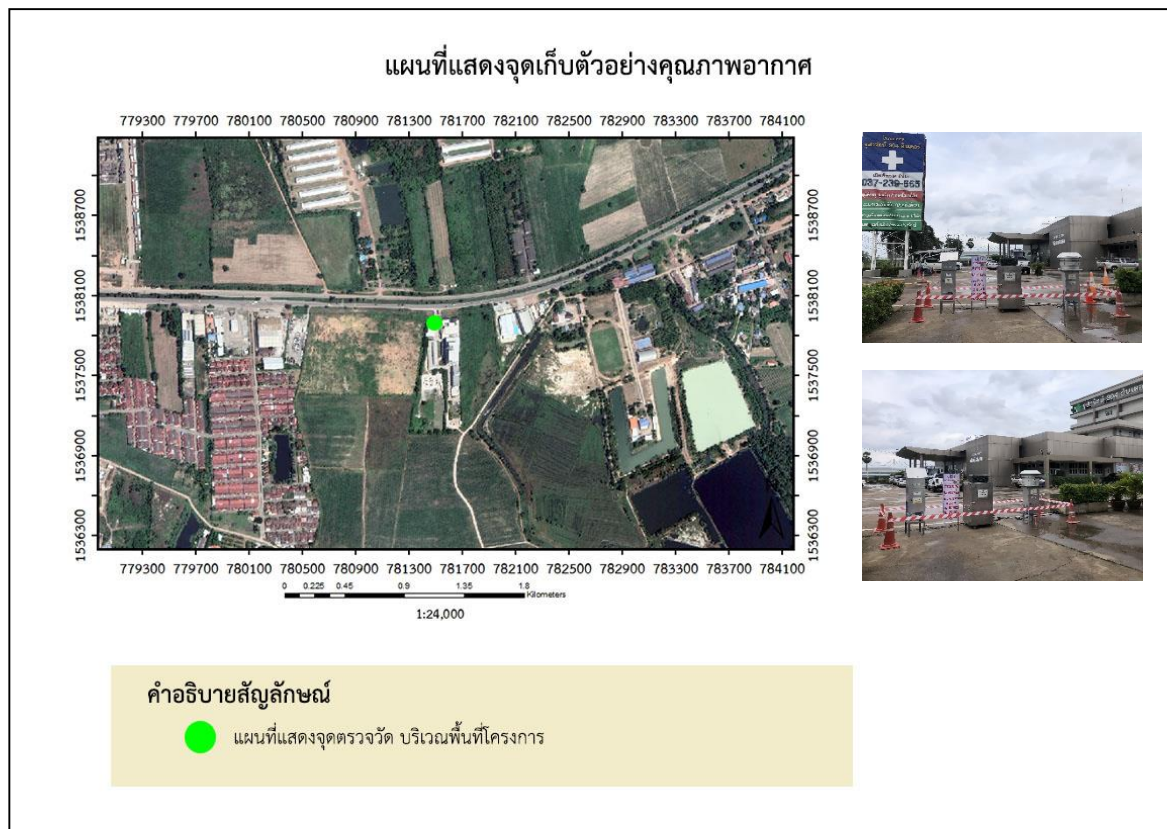 แผนที่แสดงจุดเก็บตัวอย่างคุณภาพอากาศ
779300 779700 780100 780500 780900 781300 781700 782100 782500 782900 783300 783700 784100
1538700 1538700
1538100 1538100
1537500 1537500
1536900 1536900
1536300 1536300
779300 779700 780100 780500 780900 781300 781700 782100 782500 782900 783300 783700 784100
0 0.225 0.45 0.9 1.35 1.8
Kilometers
1:24,000
037-239-565
คำอธิบายสัญลักษณ์
แผนที่แสดงจุดตรวจวัด บริเวณพื้นที่โครงการ